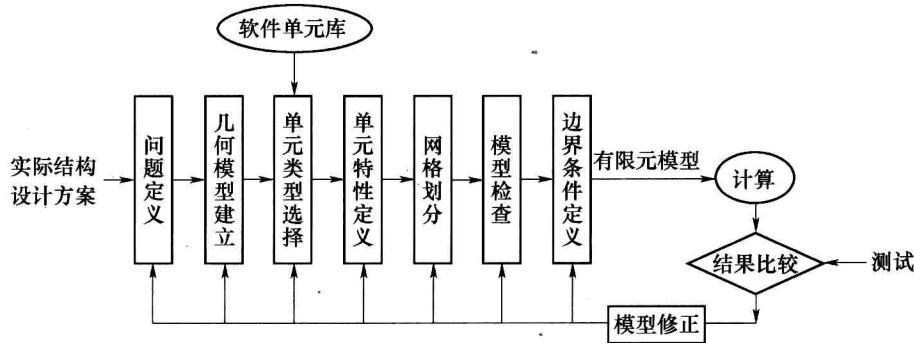 软件单元库
实际结构
设计方案
问题定义
几何模型建立
单元类型选择
单元特性定义
网格划分
模型检查
边界条件定义
有限元模型
计算
结果比较
测试
模型修正